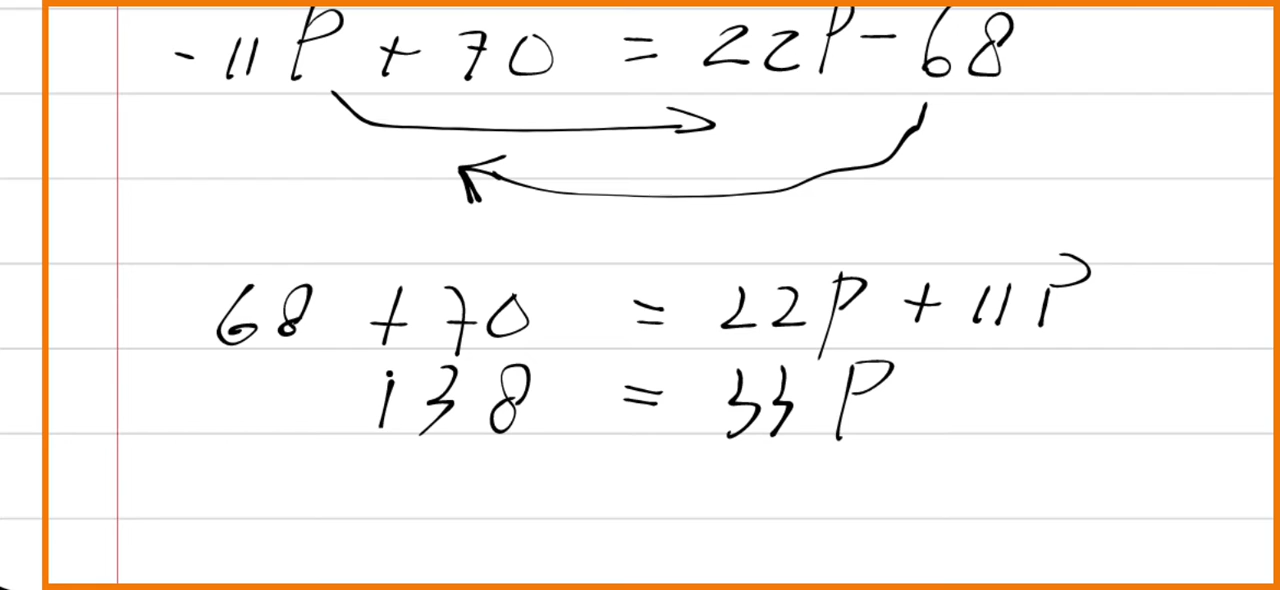 -11P + 70 = 22P - 68
68 + 70 = 22P + 11P
138 = 33P